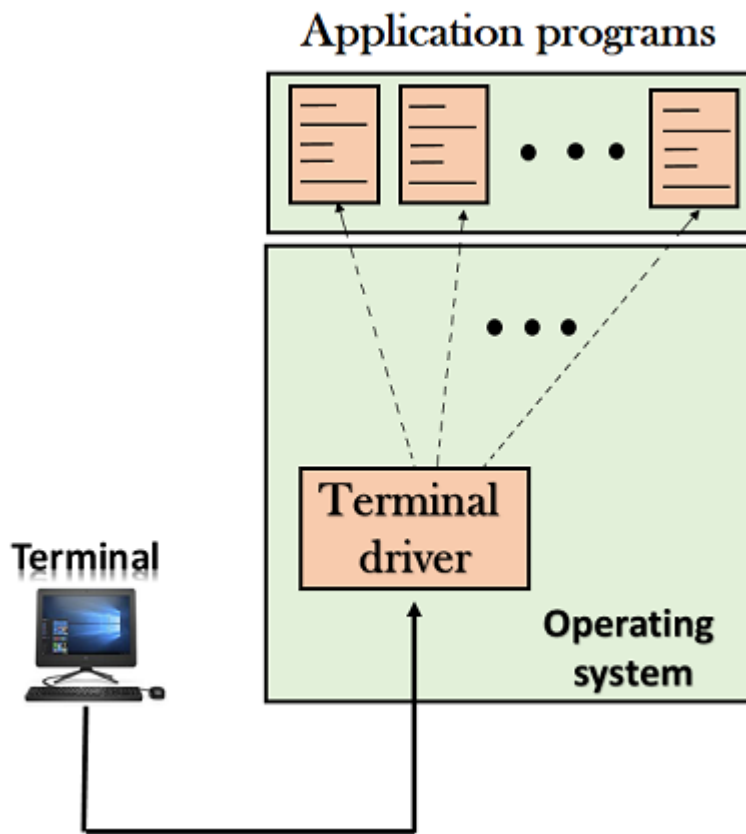 Application programs
Terminal
driver
Terminal
Operating
system